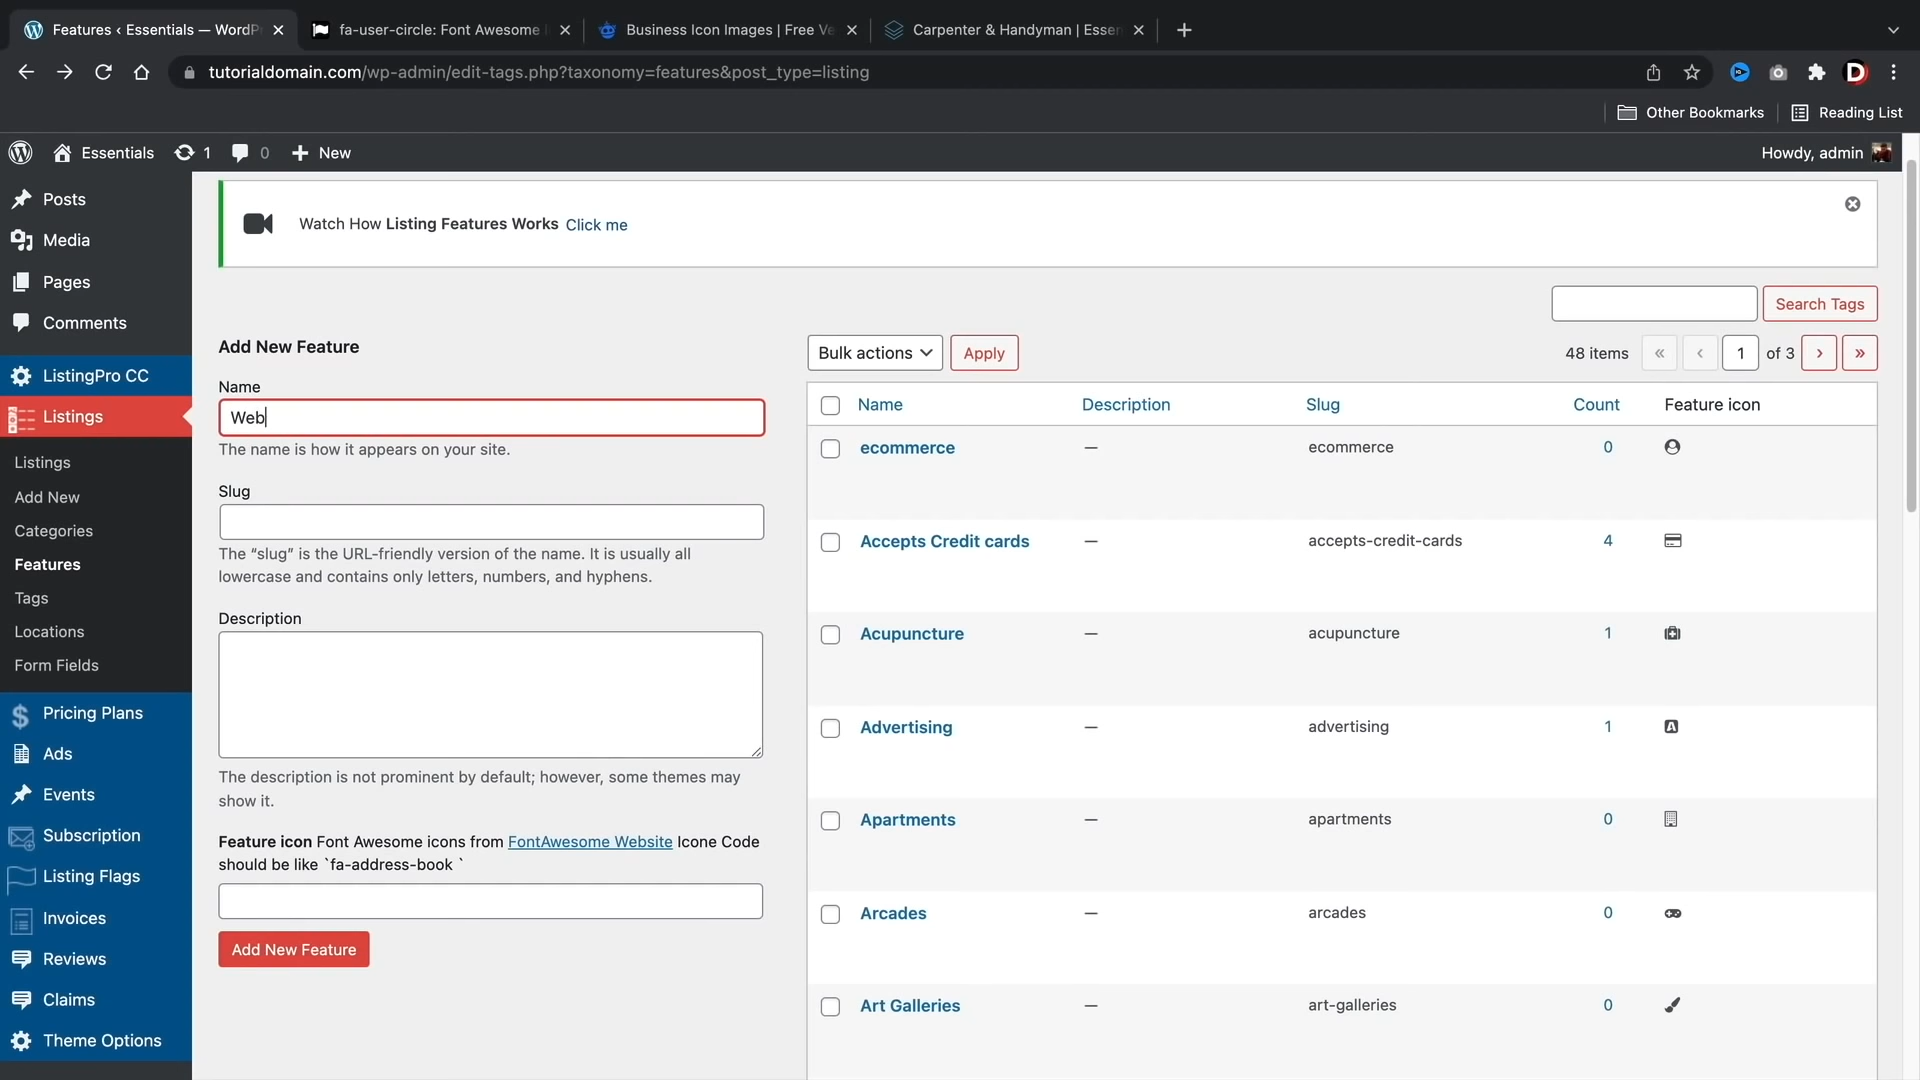 Features ‹ Essentials — WordP
fa-user-circle: Font Awesome
Business Icon Images | Free Ve
Carpenter & Handyman | Essen
tutorialdomain.com/wp-admin/edit-tags.php?taxonomy=features&post_type=listing
Other Bookmarks
Reading List
Essentials
1
0
New
Howdy, admin
Posts
Media
Pages
Comments
ListingPro CC
Listings
Listings
Add New
Categories
Features
Tags
Locations
Form Fields
Pricing Plans
Ads
Events
Subscription
Listing Flags
Invoices
Reviews
Claims
Theme Options
Watch How Listing Features Works Click me
Search Tags
Add New Feature
Name
Web
The name is how it appears on your site.
Slug
The “slug” is the URL-friendly version of the name. It is usually all
lowercase and contains only letters, numbers, and hyphens.
Description
The description is not prominent by default; however, some themes may
show it.
Feature icon Font Awesome icons from FontAwesome Website Icone Code
should be like `fa-address-book `
Add New Feature
Bulk actions
Apply
48 items « ‹ 1 of 3 › »
Name Description Slug Count Feature icon
ecommerce — ecommerce 0
Accepts Credit cards — accepts-credit-cards 4
Acupuncture — acupuncture 1
Advertising — advertising 1
Apartments — apartments 0
Arcades — arcades 0
Art Galleries — art-galleries 0